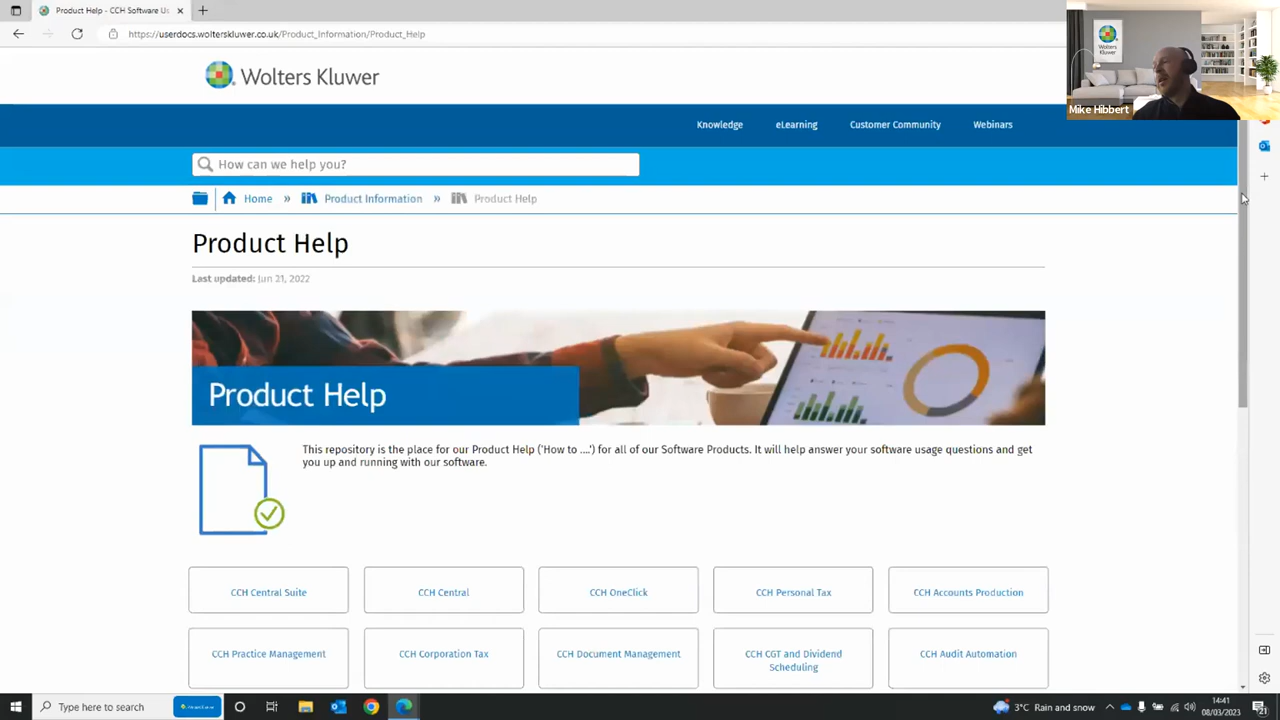 Product Help - CCH Software Us
https://userdocs.wolterskluwer.co.uk/Product_Information/Product_Help
Wolters Kluwer
Wolters
Kluwer
Mike Hibbert
Knowledge
eLearning
Customer Community
Webinars
How can we help you?
Home » Product Information » Product Help
Product Help
Last updated: Jun 21, 2022
Product Help
This repository is the place for our Product Help ('How to ....') for all of our Software Products. It will help answer your software usage questions and get
you up and running with our software.
CCH Central Suite
CCH Central
CCH OneClick
CCH Personal Tax
CCH Accounts Production
CCH Practice Management
CCH Corporation Tax
CCH Document Management
CCH CGT and Dividend
Scheduling
CCH Audit Automation
Type here to search
3°C Rain and snow
14:41
08/03/2023
21